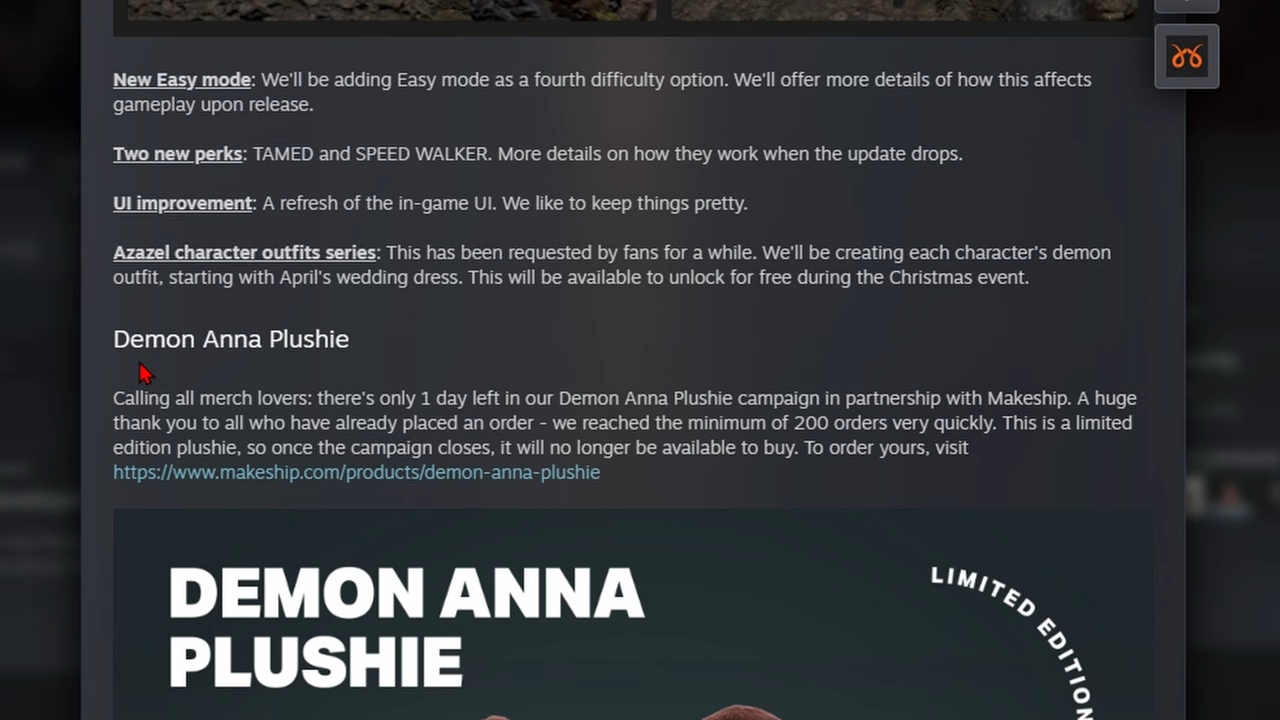 New Easy mode: We'll be adding Easy mode as a fourth difficulty option. We'll offer more details of how this affects
gameplay upon release.
Two new perks: TAMED and SPEED WALKER. More details on how they work when the update drops.
UI improvement: A refresh of the in-game UI. We like to keep things pretty.
Azazel character outfits series: This has been requested by fans for a while. We'll be creating each character's demon
outfit, starting with April's wedding dress. This will be available to unlock for free during the Christmas event.
Demon Anna Plushie
Calling all merch lovers: there's only 1 day left in our Demon Anna Plushie campaign in partnership with Makeship. A huge
thank you to all who have already placed an order - we reached the minimum of 200 orders very quickly. This is a limited
edition plushie, so once the campaign closes, it will no longer be available to buy. To order yours, visit
https://www.makeship.com/products/demon-anna-plushie
DEMON ANNA
PLUSHIE
LIMITED EDITION